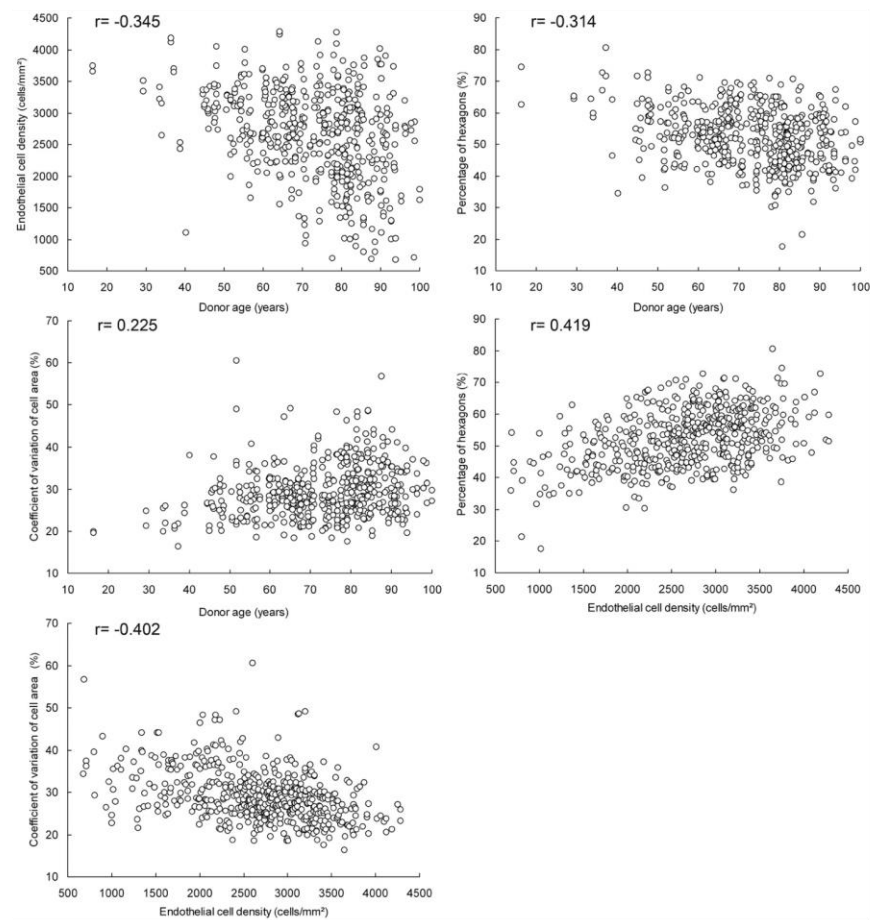 r= -0.345
Endothelial cell density (cells/mm²)
4500
4000
3500
3000
2500
2000
1500
1000
500
10 20 30 40 50 60 70 80 90 100
Donor age (years)
r= -0.314
Percentage of hexagons (%)
90
80
70
60
50
40
30
20
10
10 20 30 40 50 60 70 80 90 100
Donor age (years)
r= 0.225
Coefficient of variation of cell area (%)
70
60
50
40
30
20
10
10 20 30 40 50 60 70 80 90 100
Donor age (years)
r= 0.419
Percentage of hexagons (%)
90
80
70
60
50
40
30
20
10
500 1000 1500 2000 2500 3000 3500 4000 4500
Endothelial cell density (cells/mm²)
r= -0.402
Coefficient of variation of cell area (%)
70
60
50
40
30
20
10
500 1000 1500 2000 2500 3000 3500 4000 4500
Endothelial cell density (cells/mm²)